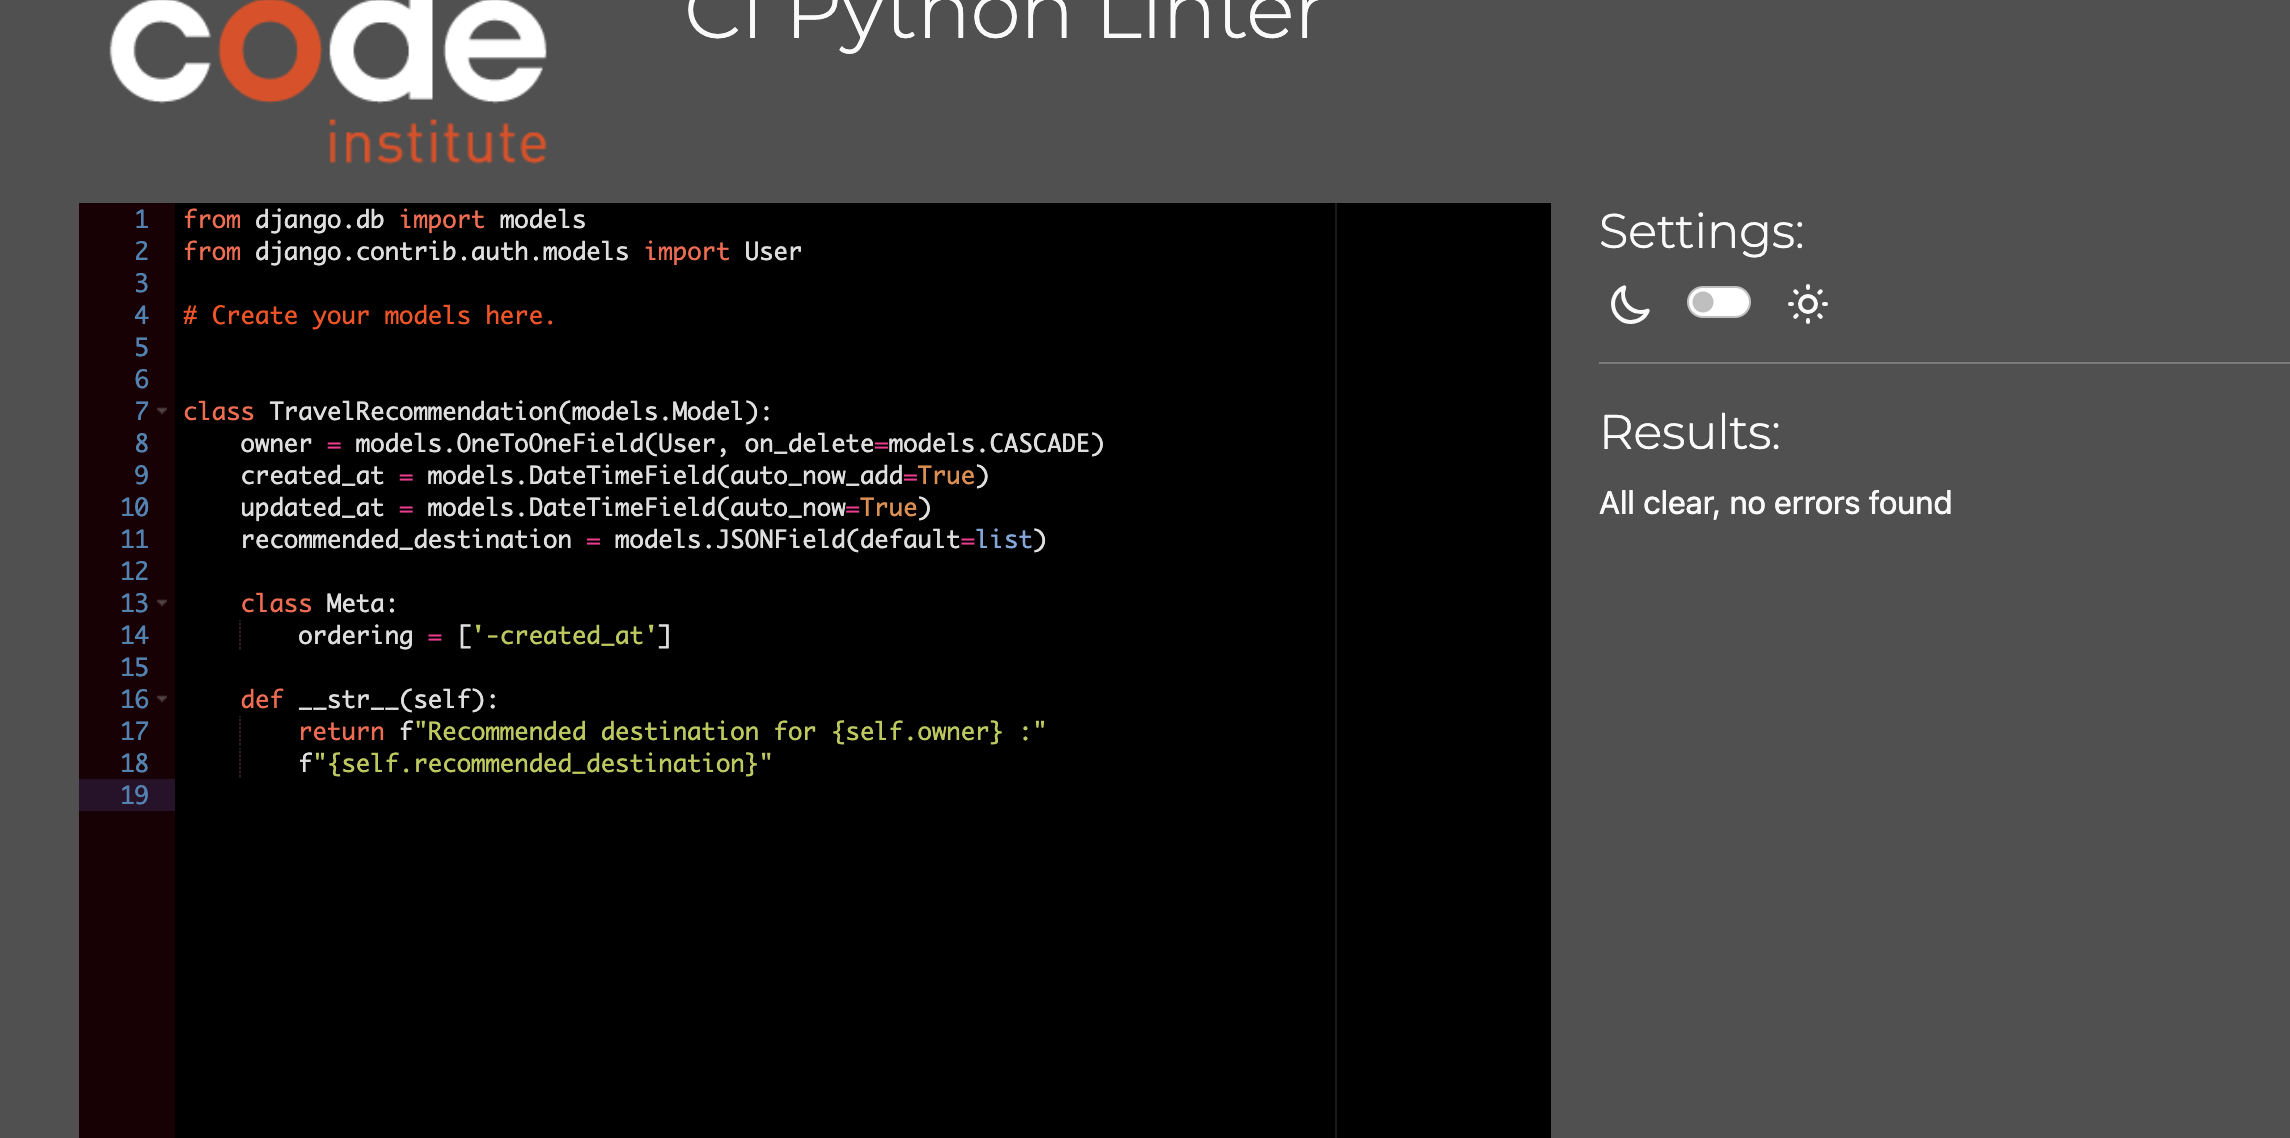 code
institute
CI Python Linter
1 from django.db import models
2 from django.contrib.auth.models import User
3
4 # Create your models here.
5
6
7 class TravelRecommendation(models.Model):
8     owner = models.OneToOneField(User, on_delete=models.CASCADE)
9     created_at = models.DateTimeField(auto_now_add=True)
10     updated_at = models.DateTimeField(auto_now=True)
11     recommended_destination = models.JSONField(default=list)
12
13     class Meta:
14         ordering = ['-created_at']
15
16     def __str__(self):
17         return f"Recommended destination for {self.owner} :"
18         f"{self.recommended_destination}"
19
Settings:
Results:
All clear, no errors found